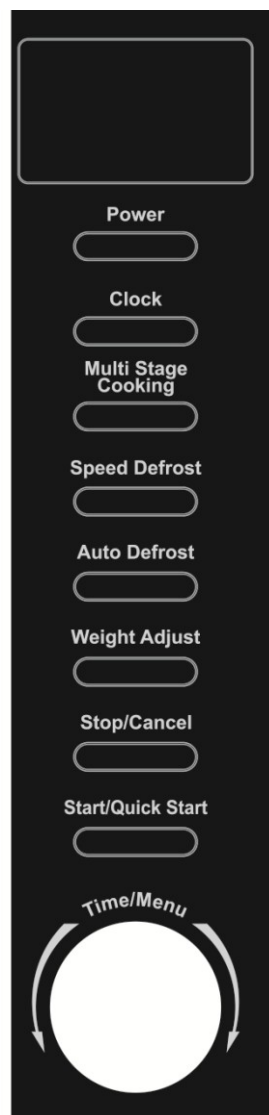 Power
Clock
Multi Stage
Cooking
Speed Defrost
Auto Defrost
Weight Adjust
Stop/Cancel
Start/Quick Start
Time/Menu